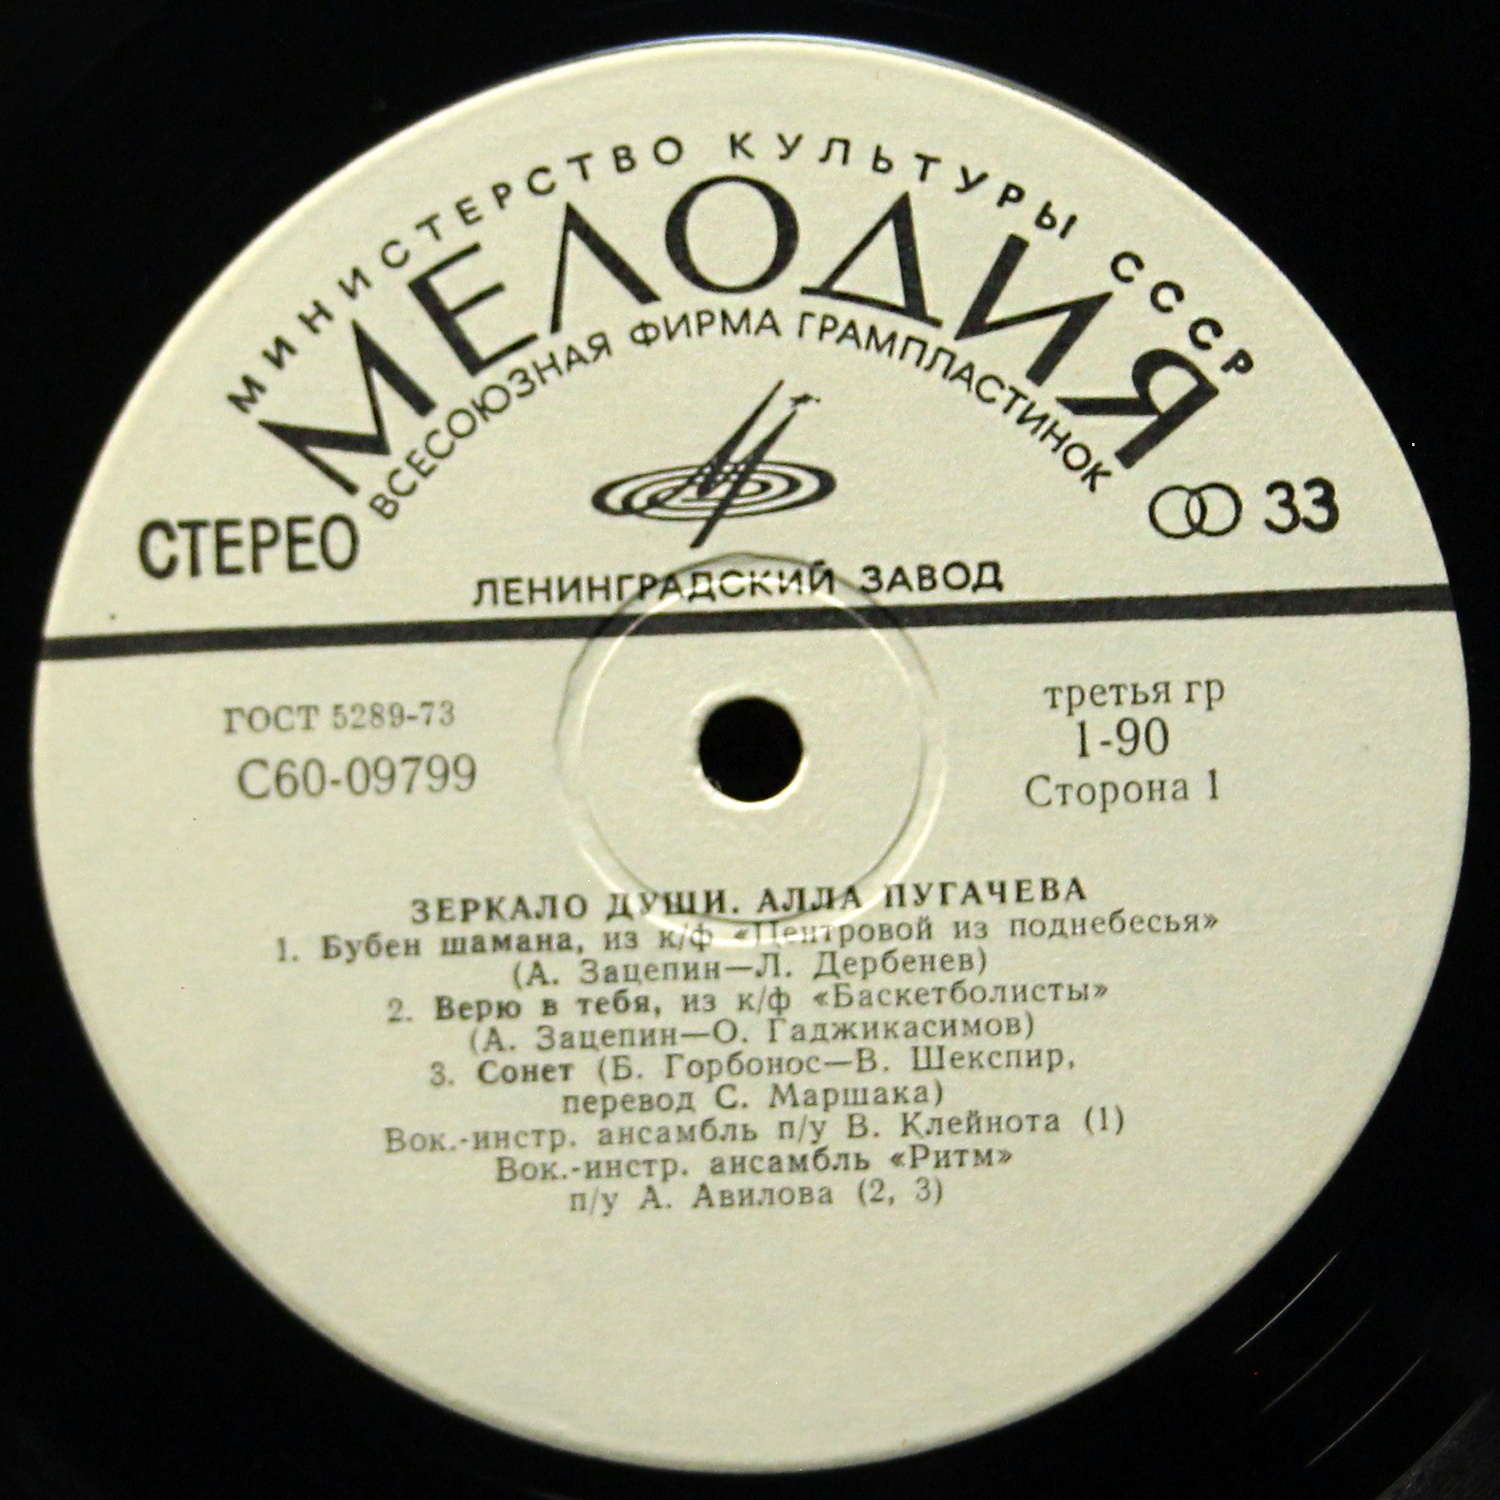 МИНИСТЕРСТВО КУЛЬТУРЫ СССР
МЕЛОДИЯ
ВСЕСОЮЗНАЯ ФИРМА ГРАМПЛАСТИНОК
СТЕРЕО
33
ЛЕНИНГРАДСКИЙ ЗАВОД
ГОСТ 5289-73
С60-09799
третья гр
1-90
Сторона 1
ЗЕРКАЛО ДУШИ. АЛЛА ПУГАЧЕВА
1. Бубен шамана, из к/ф «Центровой из поднебесья»
(А. Зацепин—Л. Дербенев)
2. Верю в тебя, из к/ф «Баскетболисты»
(А. Зацепин—О. Гаджикасимов)
3. Сонет (Б. Горбонос—В. Шекспир,
перевод С. Маршака)
Вок.-инстр. ансамбль п/у В. Клейнота (1)
Вок.-инстр. ансамбль «Ритм»
п/у А. Авилова (2, 3)